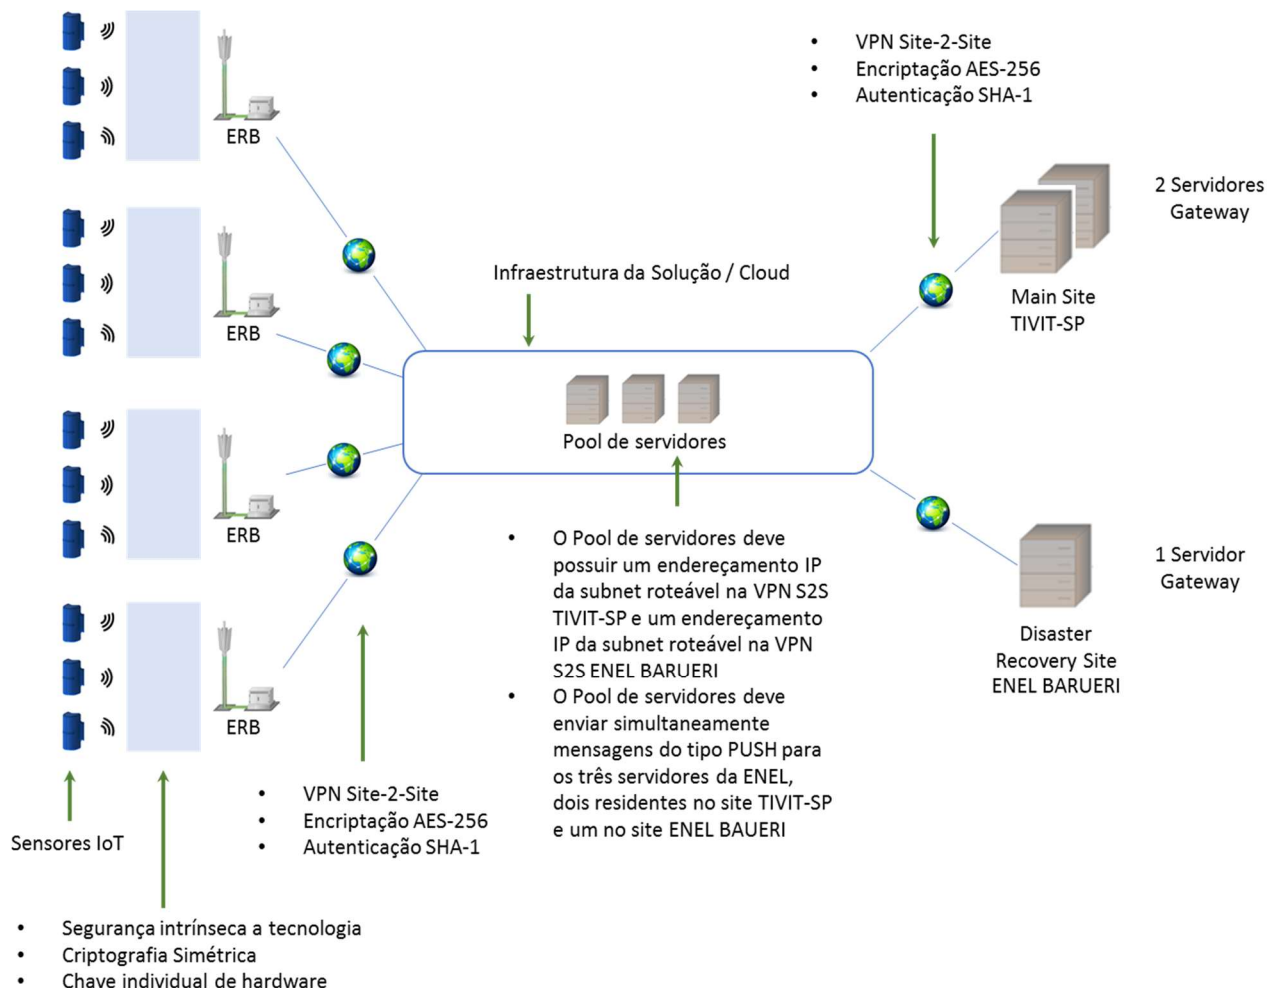 • VPN Site-2-Site
• Encriptação AES-256
• Autenticação SHA-1
ERB
2 Servidores
Gateway
Infraestrutura da Solução / Cloud
Main Site
TIVIT-SP
ERB
Pool de servidores
ERB
• O Pool de servidores deve
possuir um endereçamento IP
da subnet roteável na VPN S2S
TIVIT-SP e um endereçamento
IP da subnet roteável na VPN
S2S ENEL BARUERI
• O Pool de servidores deve
enviar simultaneamente
mensagens do tipo PUSH para
os três servidores da ENEL,
dois residentes no site TIVIT-SP
e um no site ENEL BAUERI
1 Servidor
Gateway
Disaster
Recovery Site
ENEL BARUERI
ERB
• VPN Site-2-Site
• Encriptação AES-256
• Autenticação SHA-1
Sensores IoT
• Segurança intrínseca a tecnologia
• Criptografia Simétrica
• Chave individual de hardware